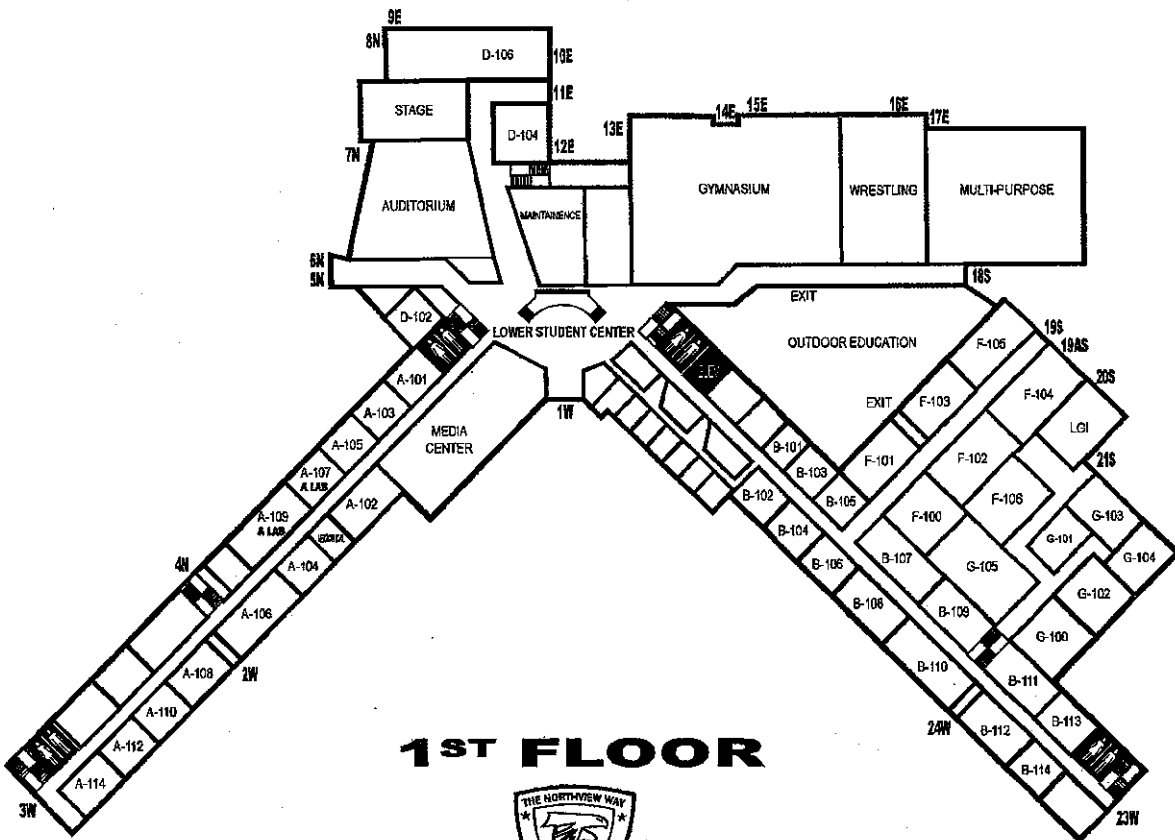 9E
8N
D-106
10E
11E
STAGE
D-104
12E
13E
14E
15E
16E
17E
7N
AUDITORIUM
MAINTAINENCE
GYMNASIUM
WRESTLING
MULTI-PURPOSE
6N
5N
18S
EXIT
D-102
LOWER STUDENT CENTER
OUTDOOR EDUCATION
19S
19AS
20S
21S
F-105
F-104
LGI
EXIT
F-103
F-101
F-102
F-106
F-100
G-103
G-101
G-104
G-105
G-102
G-100
A-101
A-103
A-105
A-107
A LAB
A-109
A LAB
MEDIA
CENTER
1W
ELEV
A-102
A-104
A-106
A-108
A-110
A-112
A-114
4N
2W
3W
B-101
B-103
B-105
B-102
B-104
B-106
B-107
B-108
B-109
B-110
B-111
B-112
B-113
B-114
24W
23W
1ST FLOOR
THE NORTHVIEW WAY